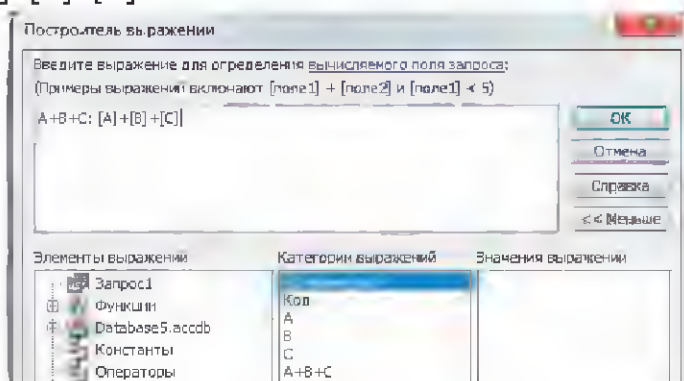 Построитель выражений
Введите выражение для определения вычисляемого поля запроса:
(Примеры выражений включают [поле1] + [поле2] и [поле1] < 5)
A+B+C: [A]+[B]+[C]
OK
Отмена
Справка
<< Меньше
Элементы выражений
Категории выражений
Значения выражений
Запрос1
Функции
Database5.accdb
Константы
Операторы
Код
A
B
C
A+B+C